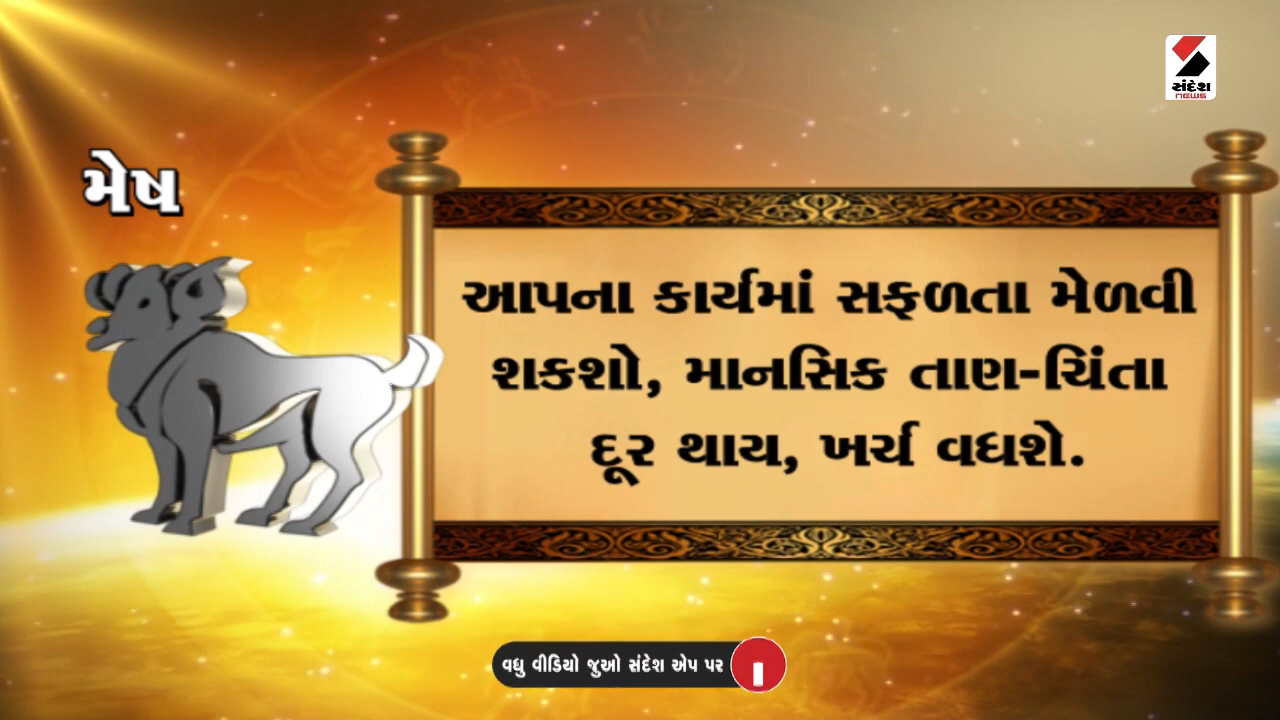 સંદેશ
NEWS
મેષ
આપના કાર્યમાં સફળતા મેળવી
શકશો, માનસિક તાણ-ચિંતા
દૂર થાય, ખર્ચ વધશે.
વધુ વીડિયો જુઓ સંદેશ એપ પર